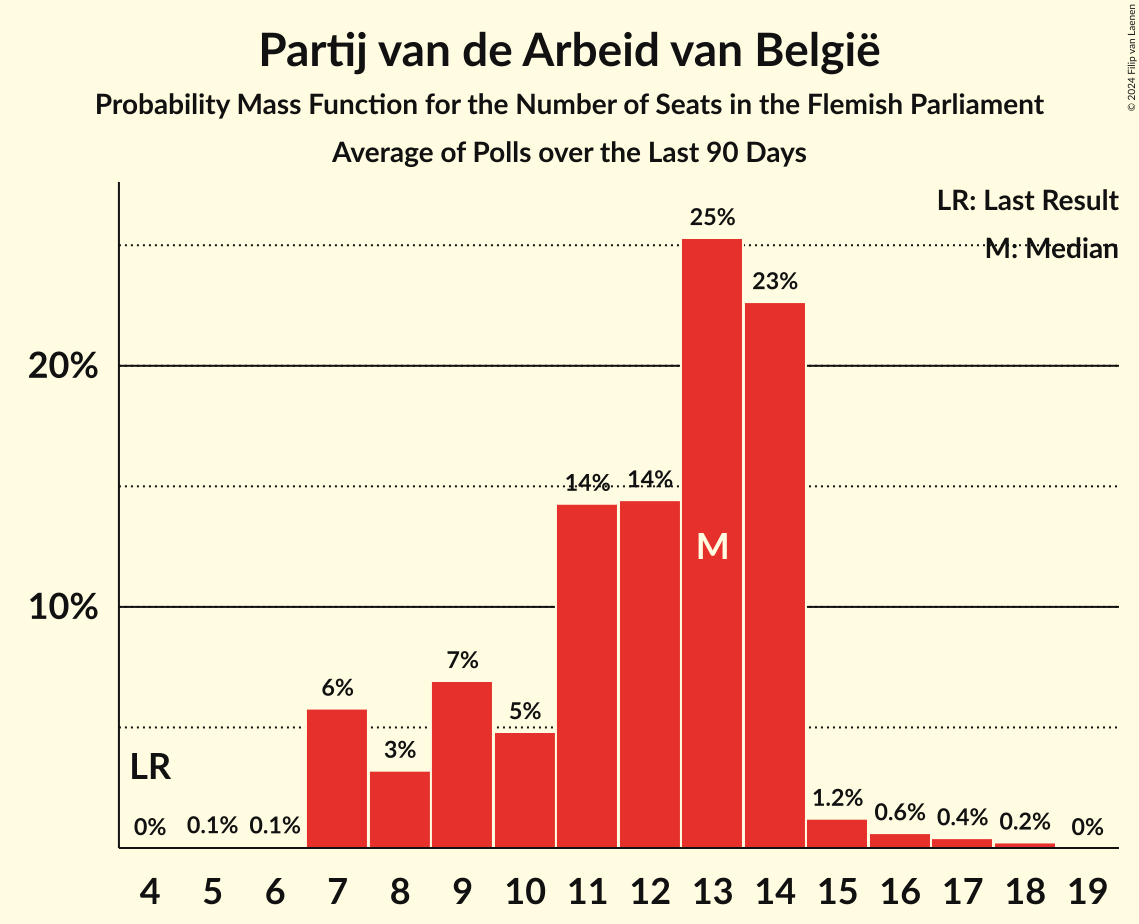 Partij van de Arbeid van België
Probability Mass Function for the Number of Seats in the Flemish Parliament
Average of Polls over the Last 90 Days
© 2024 Filip van Laenen
LR: Last Result
M: Median
25%
23%
20%
14% 14%
M
10%
7%
6%
5%
3%
LR
1.2%
0.6%
0.4%
0.2%
0% 0.1% 0.1%
0%
4 5 6 7 8 9 10 11 12 13 14 15 16 17 18 19